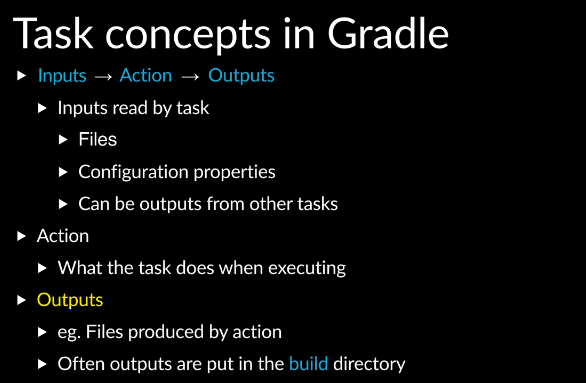 Task concepts in Gradle
▶ Inputs → Action → Outputs
▶ Inputs read by task
▶ Files
▶ Configuration properties
▶ Can be outputs from other tasks
▶ Action
▶ What the task does when executing
▶ Outputs
▶ eg. Files produced by action
▶ Often outputs are put in the build directory